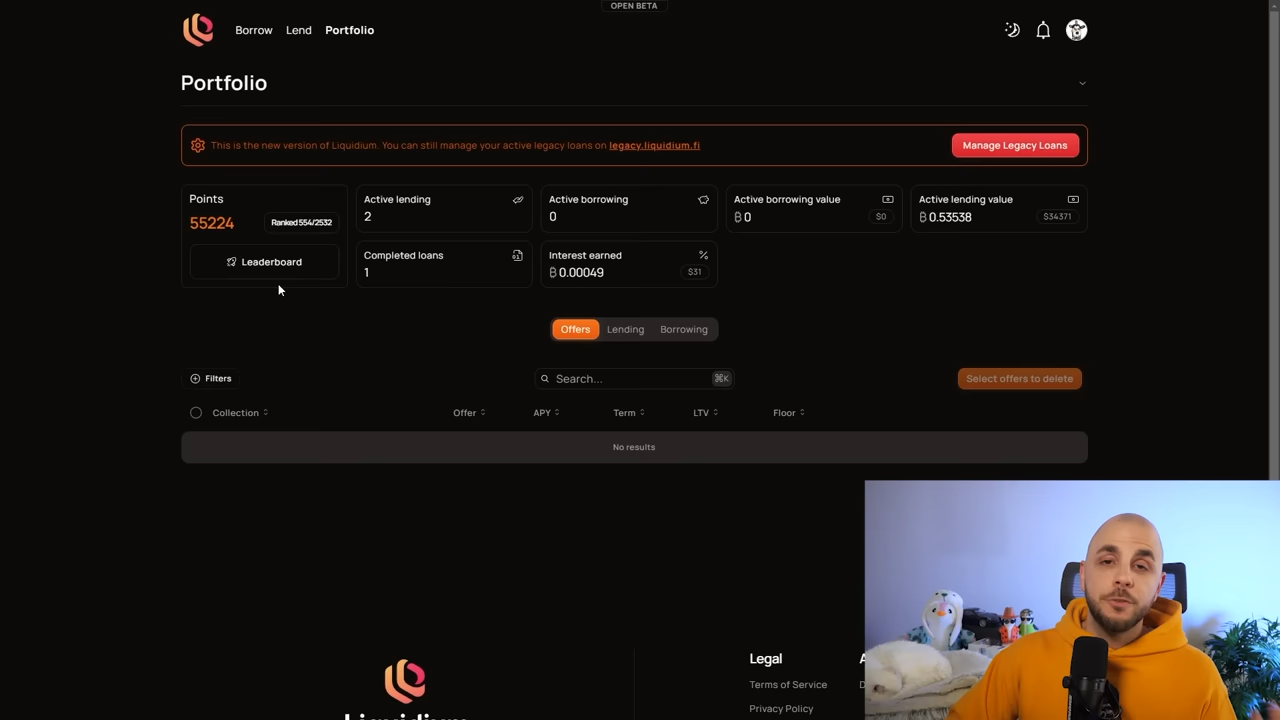 OPEN BETA
Borrow Lend Portfolio
Portfolio
This is the new version of Liquidium. You can still manage your active legacy loans on legacy.liquidium.fi
Manage Legacy Loans
Points
55224
Ranked 554/2532
Leaderboard
Active lending
2
Active borrowing
0
Active borrowing value
₿ 0
$0
Active lending value
₿ 0.53538
$34371
Completed loans
1
Interest earned
₿ 0.00049
$31
Offers Lending Borrowing
Filters
Search...
⌘K
Select offers to delete
Collection Offer APY Term LTV Floor
No results
Liquidium
Legal
Terms of Service
Privacy Policy